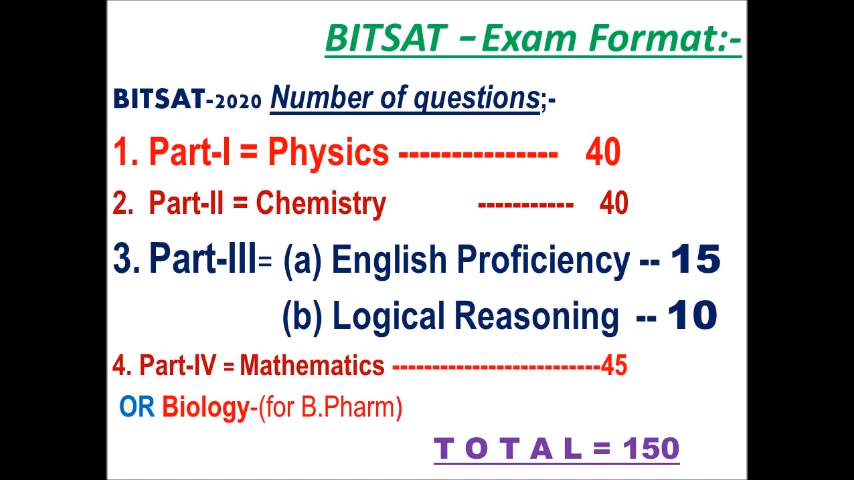 BITSAT – Exam Format:-
BITSAT-2020 Number of questions;-
1. Part-I = Physics --------------- 40
2. Part-II = Chemistry ----------- 40
3. Part-III= (a) English Proficiency -- 15
(b) Logical Reasoning -- 10
4. Part-IV = Mathematics --------------------------45
OR Biology-(for B.Pharm)
T O T A L = 150